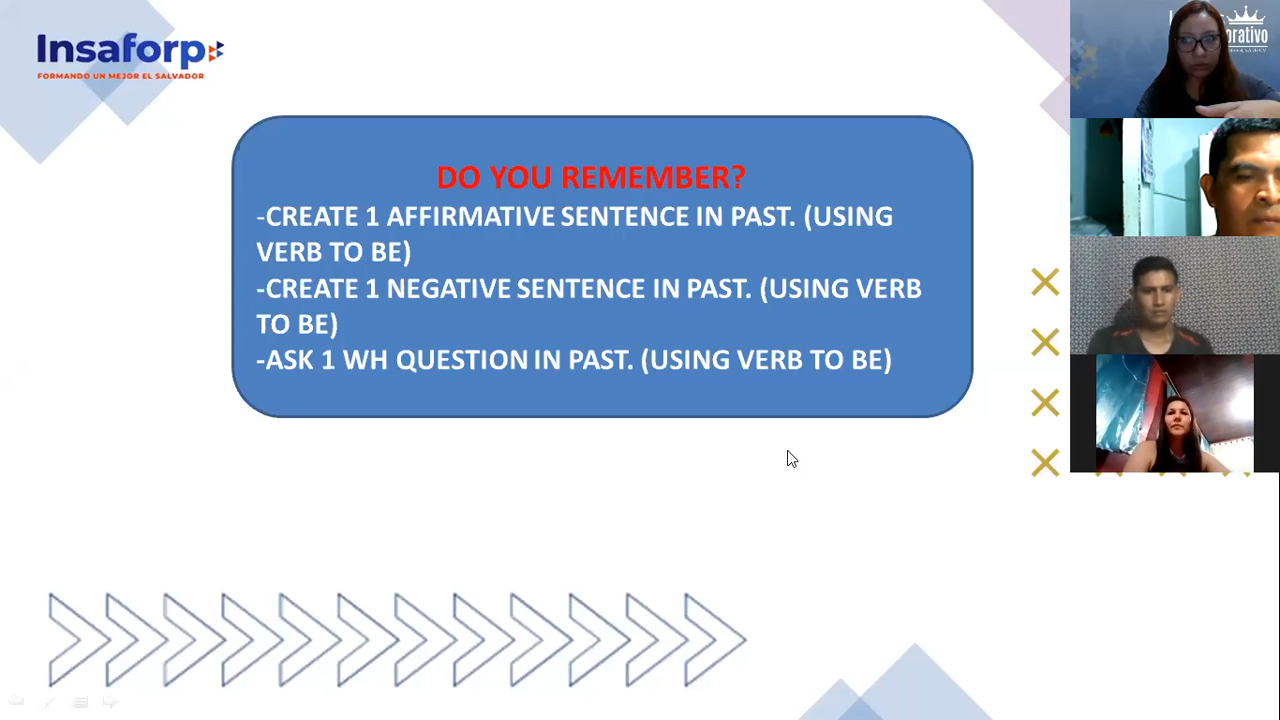 Insaforp
FORMANDO UN MEJOR EL SALVADOR
DO YOU REMEMBER?
-CREATE 1 AFFIRMATIVE SENTENCE IN PAST. (USING
VERB TO BE)
-CREATE 1 NEGATIVE SENTENCE IN PAST. (USING VERB
TO BE)
-ASK 1 WH QUESTION IN PAST. (USING VERB TO BE)